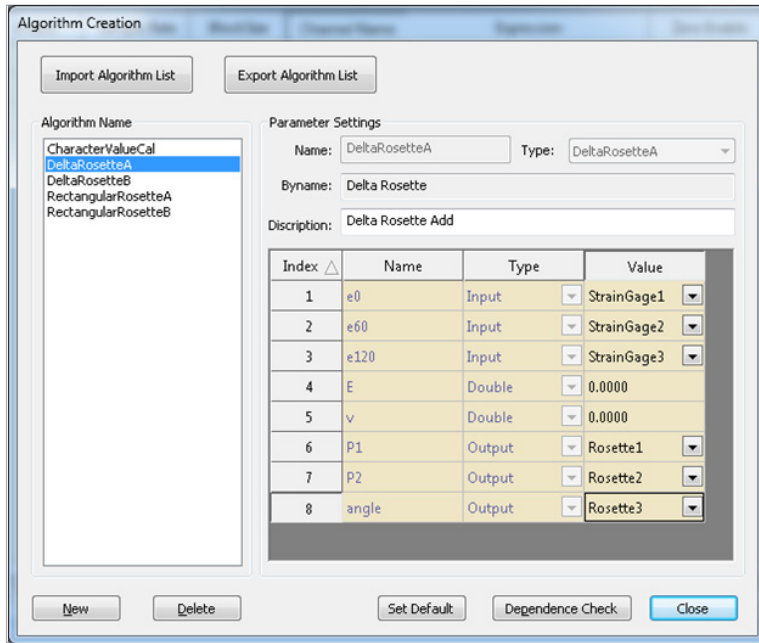 Algorithm Creation
Import Algorithm List Export Algorithm List
Algorithm Name
CharacterValueCal
DeltaRosetteA
DeltaRosetteB
RectangularRosetteA
RectangularRosetteB
Parameter Settings
Name: DeltaRosetteA Type: DeltaRosetteA
Byname: Delta Rosette
Discription: Delta Rosette Add
Index Name Type Value
1 e0 Input StrainGage1
2 e60 Input StrainGage2
3 e120 Input StrainGage3
4 E Double 0.0000
5 v Double 0.0000
6 P1 Output Rosette1
7 P2 Output Rosette2
8 angle Output Rosette3
New Delete Set Default Dependence Check Close